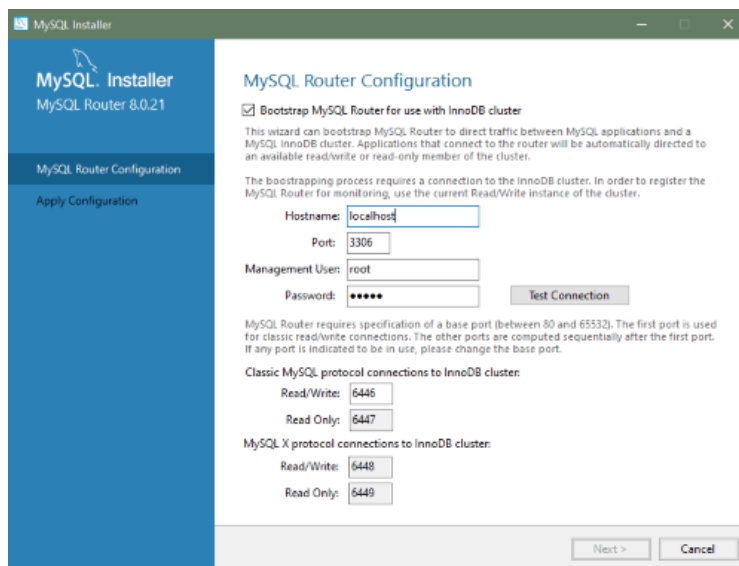 MySQL Installer
MySQL. Installer
MySQL Router 8.0.21
MySQL Router Configuration
Apply Configuration
MySQL Router Configuration
Bootstrap MySQL Router for use with InnoDB cluster
This wizard can bootstrap MySQL Router to direct traffic between MySQL applications and a
MySQL InnoDB cluster. Applications that connect to the router will be automatically directed to
an available read/write or read-only member of the cluster.
The boostrapping process requires a connection to the InnoDB cluster. In order to register the
MySQL Router for monitoring, use the current Read/Write instance of the cluster.
Hostname: localhost
Port: 3306
Management User: root
Password: ●●●●● Test Connection
MySQL Router requires specification of a base port (between 80 and 65532). The first port is used
for classic read/write connections. The other ports are computed sequentially after the first port.
If any port is indicated to be in use, please change the base port.
Classic MySQL protocol connections to InnoDB cluster:
Read/Write: 6446
Read Only: 6447
MySQL X protocol connections to InnoDB cluster:
Read/Write: 6448
Read Only: 6449
Next > Cancel